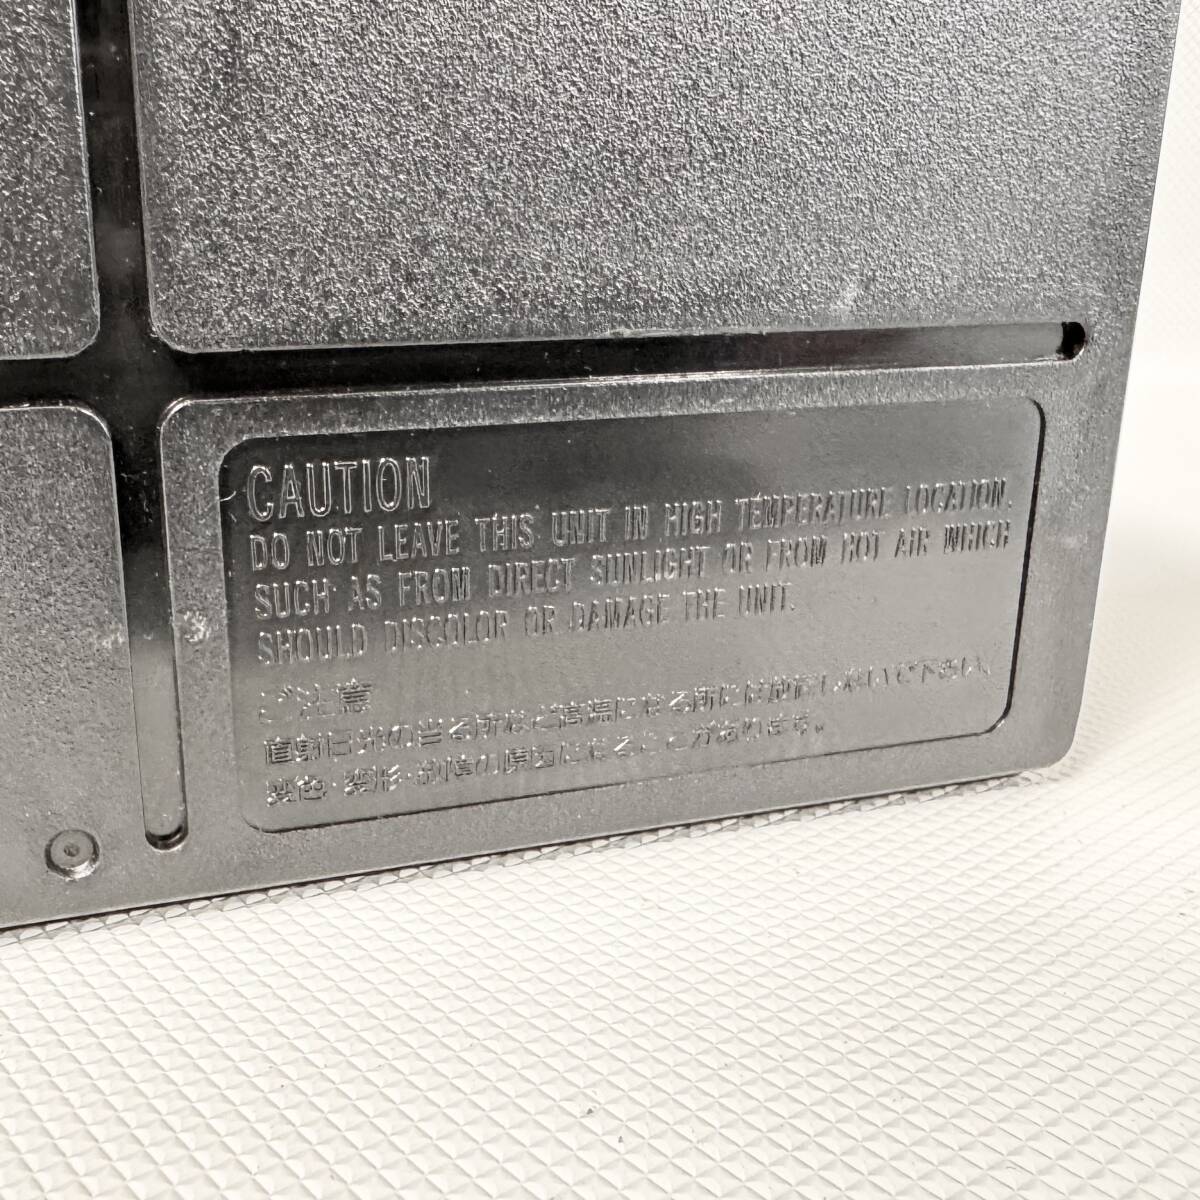 CAUTION
DO NOT LEAVE THIS UNIT IN HIGH TEMPERATURE LOCATION,
SUCH AS FROM DIRECT SUNLIGHT OR FROM HOT AIR WHICH
SHOULD DISCOLOR OR DAMAGE THE UNIT.
ご注意
直射日光の当る所など高温になる所には放置しないで下さい。
変色・変形・故障の原因になることがあります。